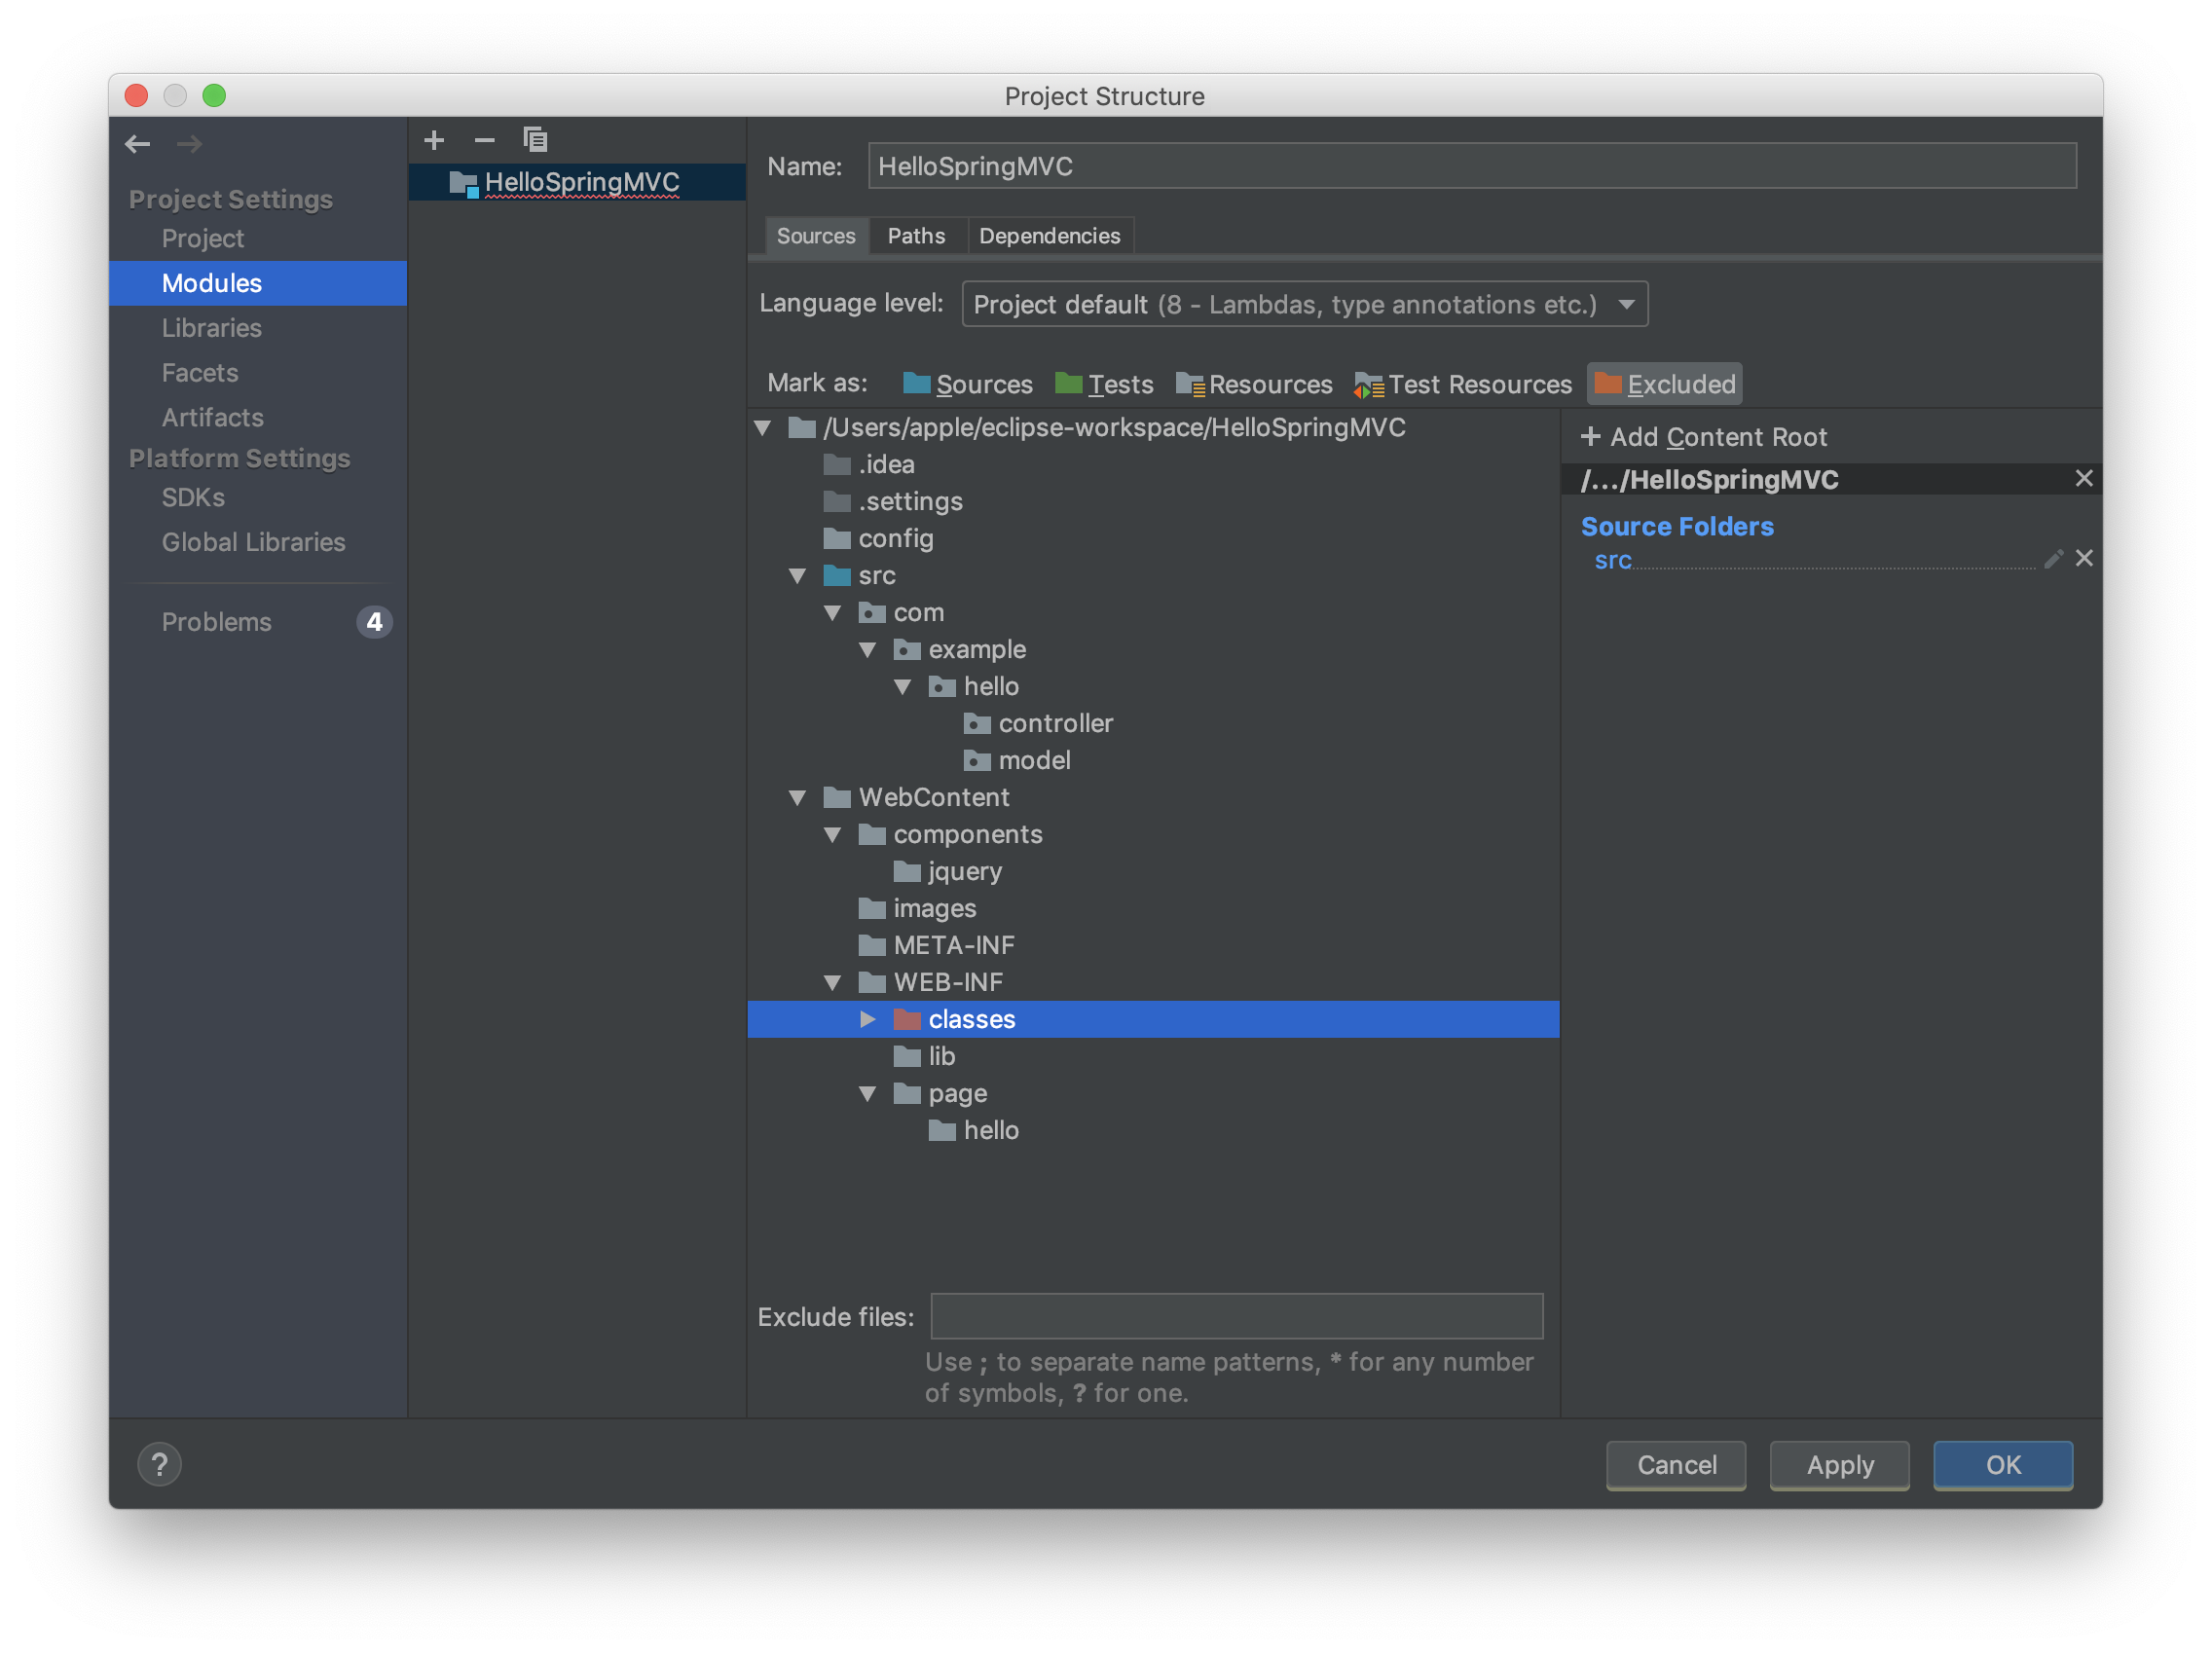 Project Structure
Project Settings
Project
Modules
Libraries
Facets
Artifacts
Platform Settings
SDKs
Global Libraries
Problems 4
HelloSpringMVC
Name: HelloSpringMVC
Sources Paths Dependencies
Language level: Project default (8 - Lambdas, type annotations etc.)
Mark as: Sources Tests Resources Test Resources Excluded
/Users/apple/eclipse-workspace/HelloSpringMVC
.idea
.settings
config
src
com
example
hello
controller
model
WebContent
components
jquery
images
META-INF
WEB-INF
classes
lib
page
hello
+ Add Content Root
/.../HelloSpringMVC
Source Folders
src
Exclude files:
Use ; to separate name patterns, * for any number
of symbols, ? for one.
?
Cancel Apply OK